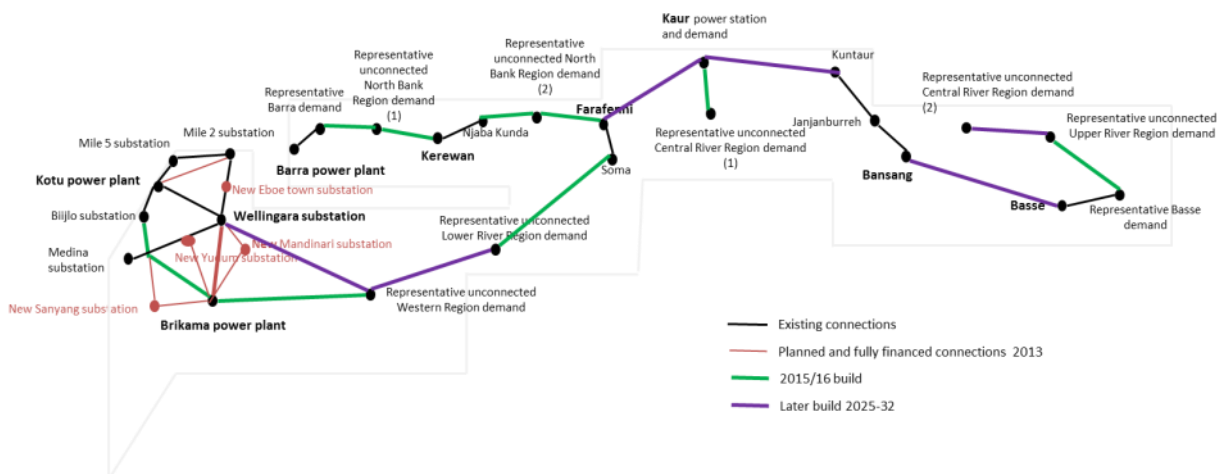 Kaur power station
and demand
Representative
unconnected North
Bank Region demand
(2)
Representative
unconnected
North Bank
Region demand
(1)
Kuntaur
Representative unconnected
Central River Region demand
(2)
Representative
Barra demand
Farafenni
Representative unconnected
Upper River Region demand
Mile 2 substation
Njaba Kunda
Janjanburreh
Mile 5 substation
Kerewan
Representative unconnected
Central River Region demand
(1)
Barra power plant
Soma
Bansang
Kotu power plant
New Eboe town substation
Basse
Representative Basse
demand
Biijlo substation
Wellingara substation
Representative unconnected
Lower River Region demand
New Mandinari substation
Medina
substation
New Yudum substation
Representative unconnected
Western Region demand
New Sanyang substation
Brikama power plant
Existing connections
Planned and fully financed connections 2013
2015/16 build
Later build 2025-32